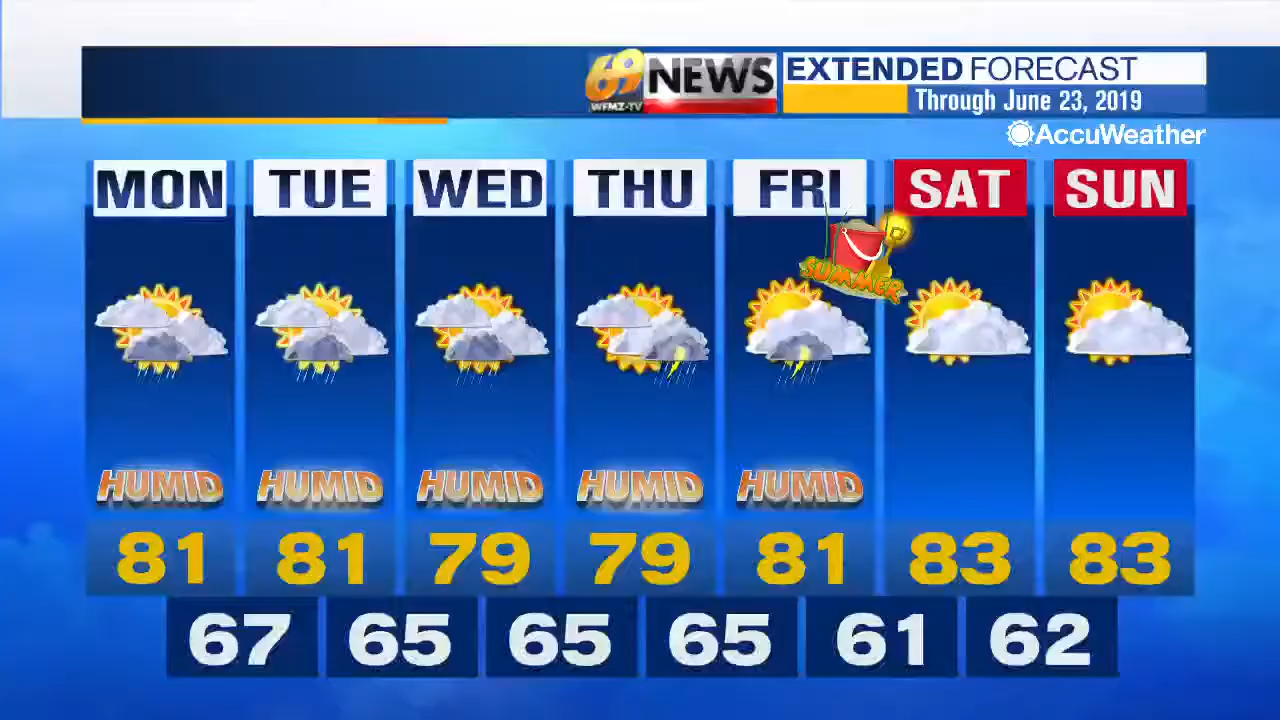 69 NEWS
WFMZ-TV
EXTENDED FORECAST
Through June 23, 2019
AccuWeather
MON TUE WED THU FRI SAT SUN
SUMMER
HUMID HUMID HUMID HUMID HUMID
81 81 79 79 81 83 83
67 65 65 65 61 62